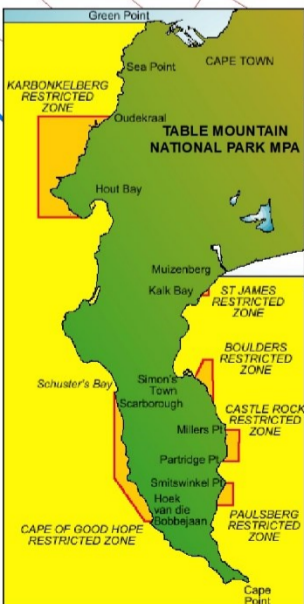 Green Point
Sea Point
CAPE TOWN
KARBONKELBERG
RESTRICTED
ZONE
Oudekraal
TABLE MOUNTAIN
NATIONAL PARK MPA
Hout Bay
Muizenberg
Kalk Bay
ST JAMES
RESTRICTED
ZONE
BOULDERS
RESTRICTED
ZONE
Schuster's Bay
Simon's
Town
Scarborough
CASTLE ROCK
RESTRICTED
ZONE
Millers Pt
Partridge Pt
Smitswinkel Pt
Hoek
van die
Bobbejaan
PAULSBERG
RESTRICTED
ZONE
CAPE OF GOOD HOPE
RESTRICTED ZONE
Cape
Point